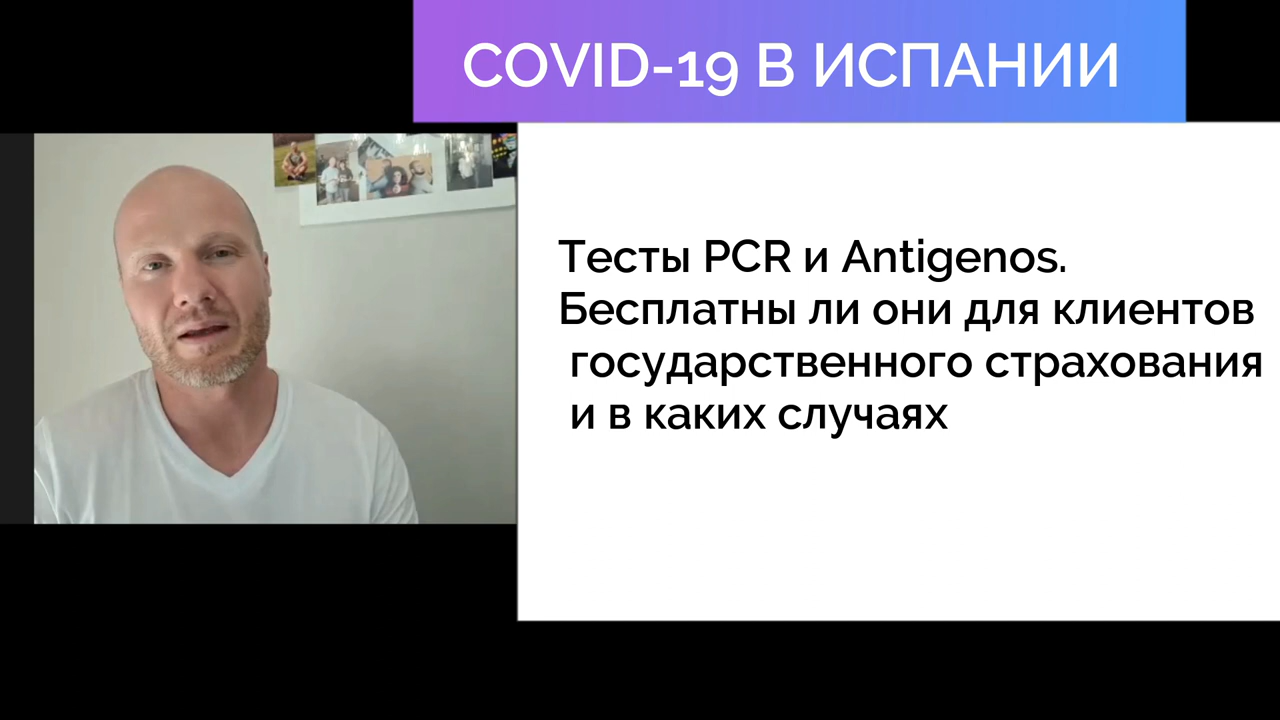 COVID-19 В ИСПАНИИ
Тесты PCR и Antigenos.
Бесплатны ли они для клиентов
государственного страхования
и в каких случаях